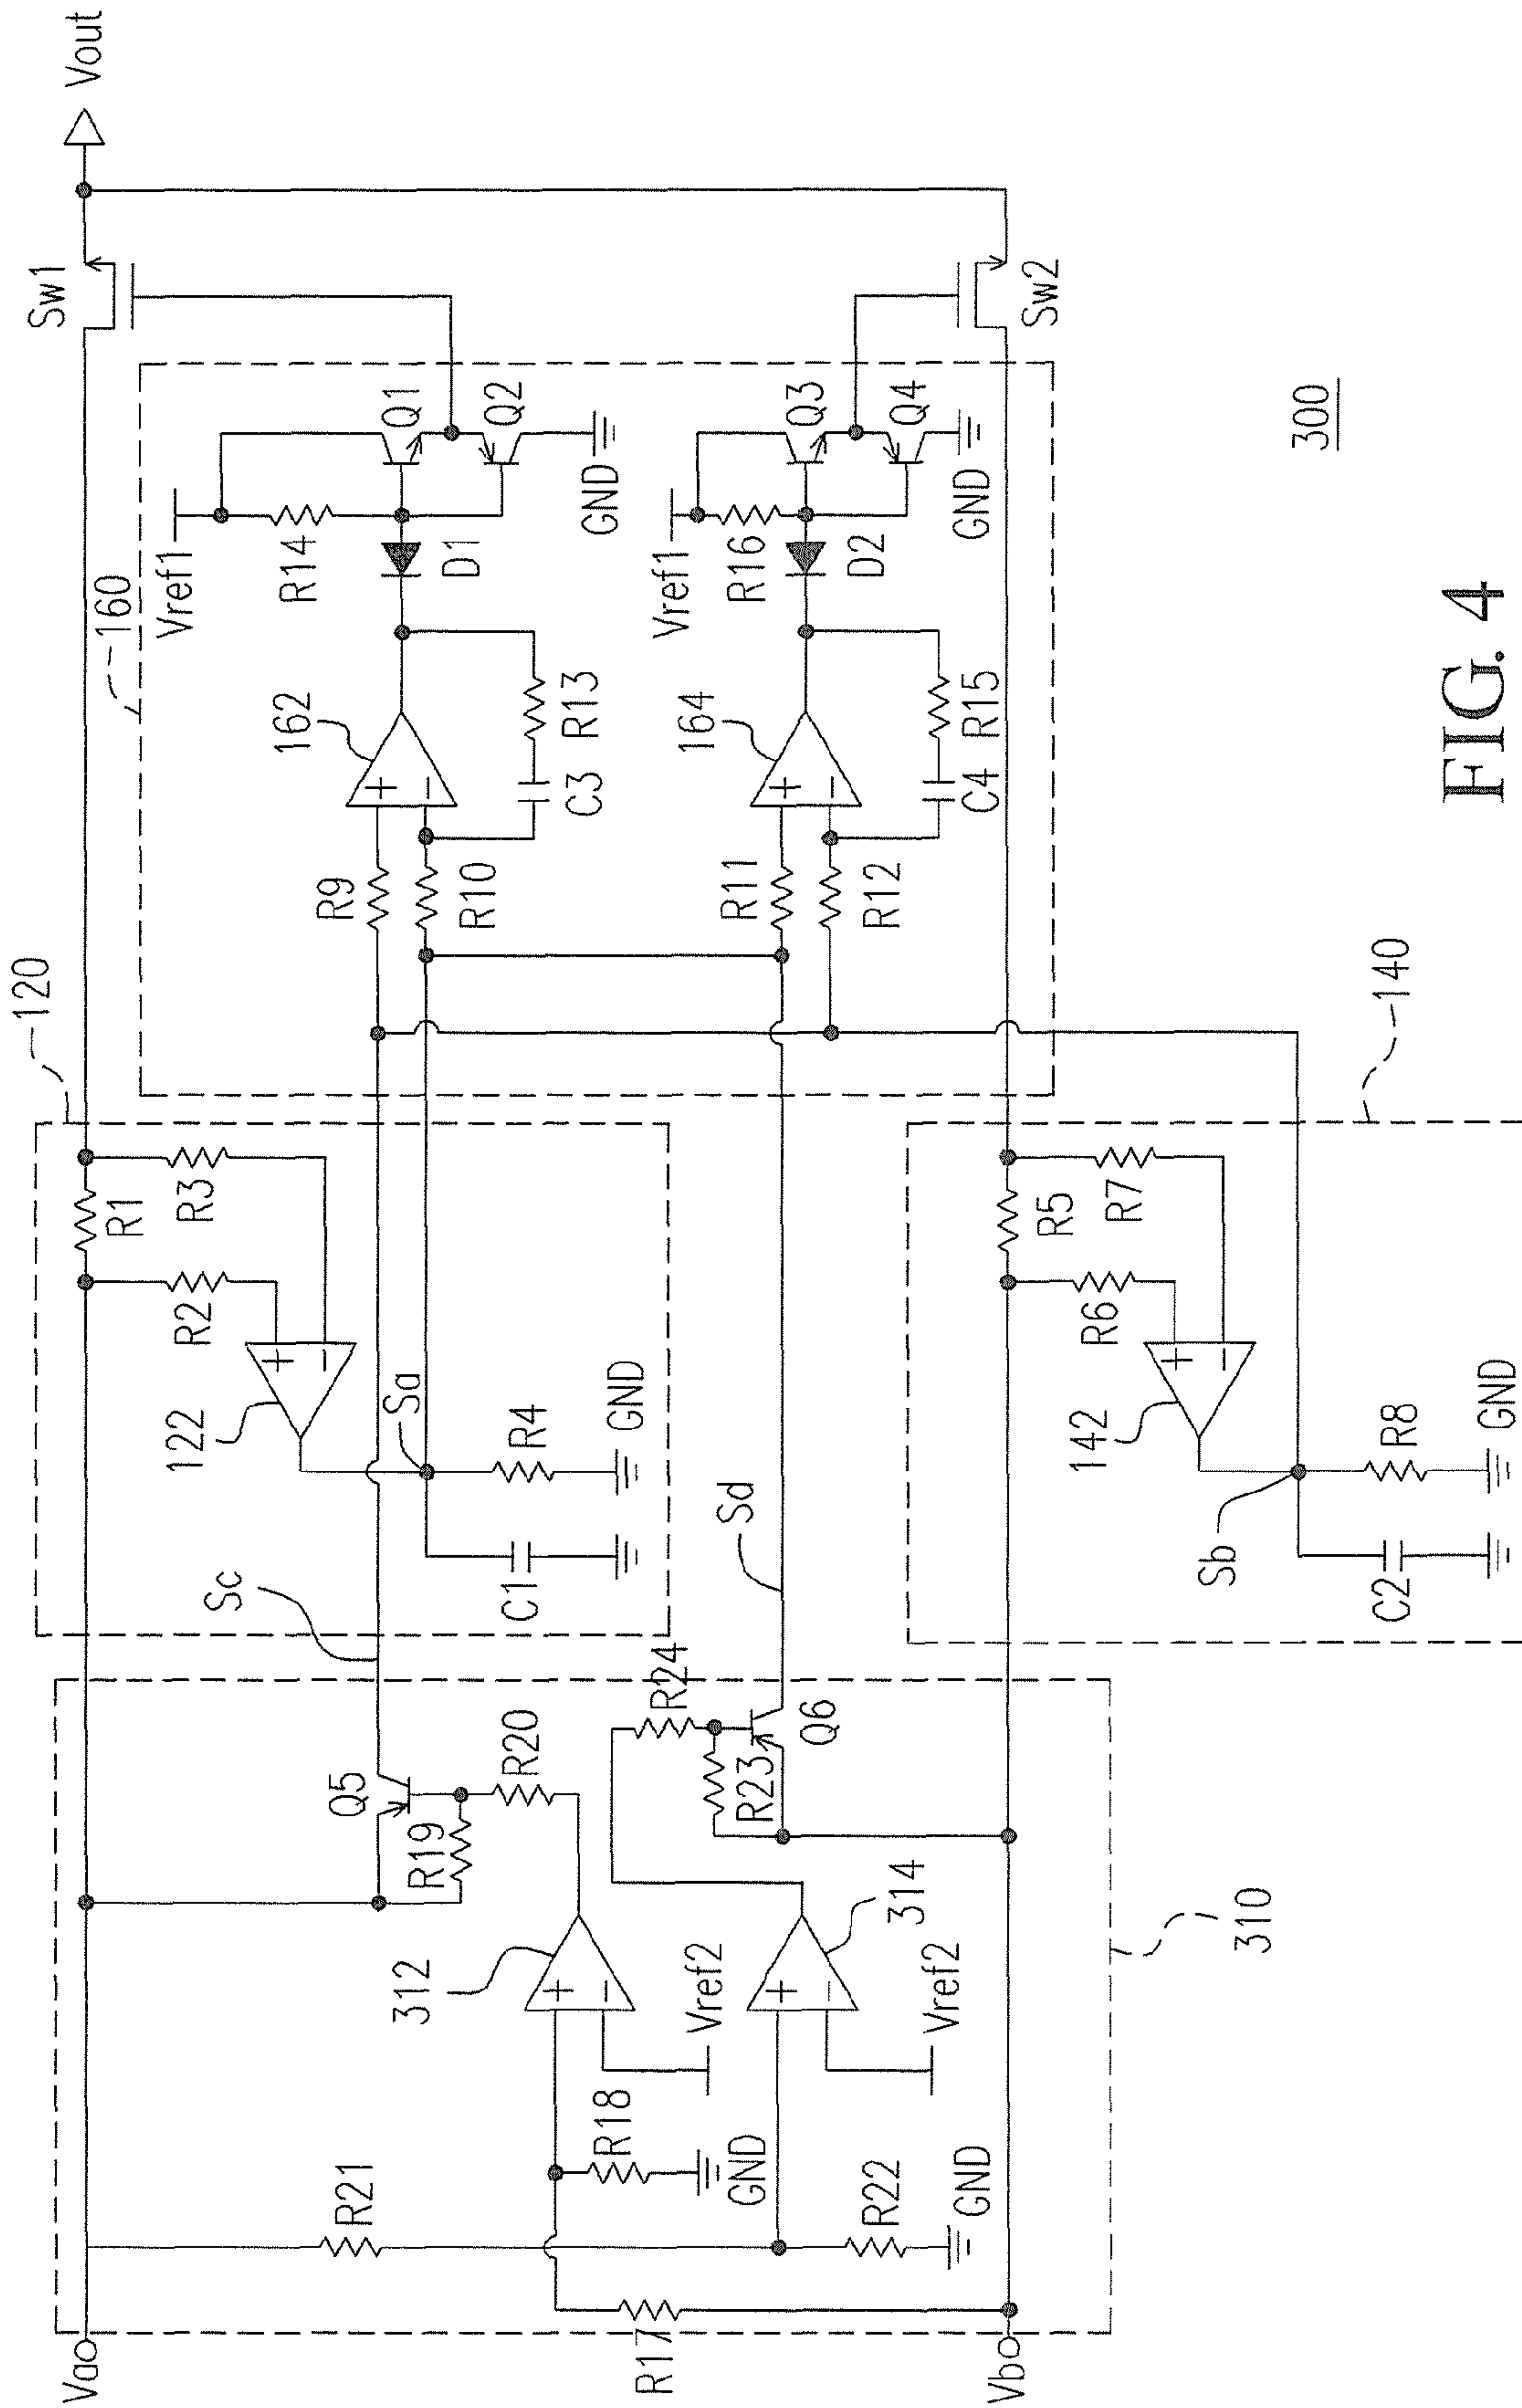 Va
Vb
R17
R21
R18
GND
R22
GND
Vref2
Vref2
312
314
R19
Q5
R20
R23
R24
Q6
310
Sc
Sd
120
R1
R2
R3
122
Sa
C1
R4
GND
140
R5
R6
R7
142
Sb
C2
R8
GND
160
R9
R10
R11
R12
162
164
C3
R13
C4
R15
Vref1
R14
D1
Q1
Q2
GND
Vref1
R16
D2
Q3
Q4
GND
Sw1
Sw2
Vout
300
FIG. 4
+
−
+
−
+
−
+
−
+
−
+
−